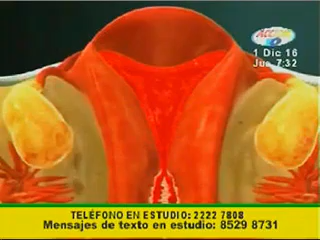 1 Dic 16
Jue 7:32
TELÉFONO EN ESTUDIO: 2222 7808
Mensajes de texto en estudio: 8529 8731